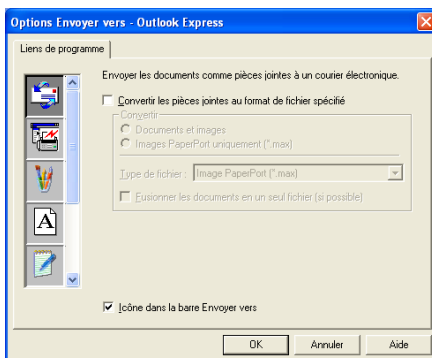 Options Envoyer vers - Outlook Express
Liens de programme
Envoyer les documents comme pièces jointes à un courier électronique.
Convertir les pièces jointes au format de fichier spécifié
Convertir
Documents et images
Images PaperPort uniquement (*.max)
Type de fichier : Image PaperPort (*.max)
Fusionner les documents en un seul fichier (si possible)
A
Icône dans la barre Envoyer vers
OK Annuler Aide